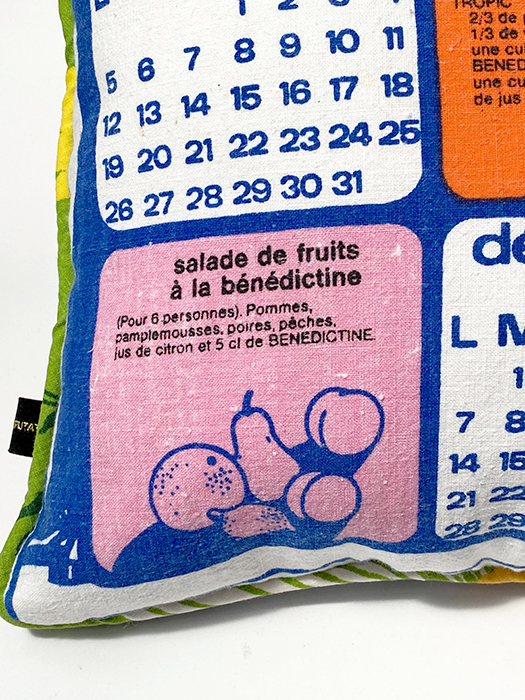 1 2 3 4
5 6 7 8 9 10 11
12 13 14 15 16 17 18
19 20 21 22 23 24 25
26 27 28 29 30 31
TROPIC
2/3 de
1/3 de
une cu
BENED
une cu
de jus
salade de fruits
à la bénédictine
(Pour 6 personnes). Pommes,
pamplemousses, poires, pêches,
jus de citron et 5 cl de BENEDICTINE.
dé
L M
1
7 8
14 15
21 22
28 29